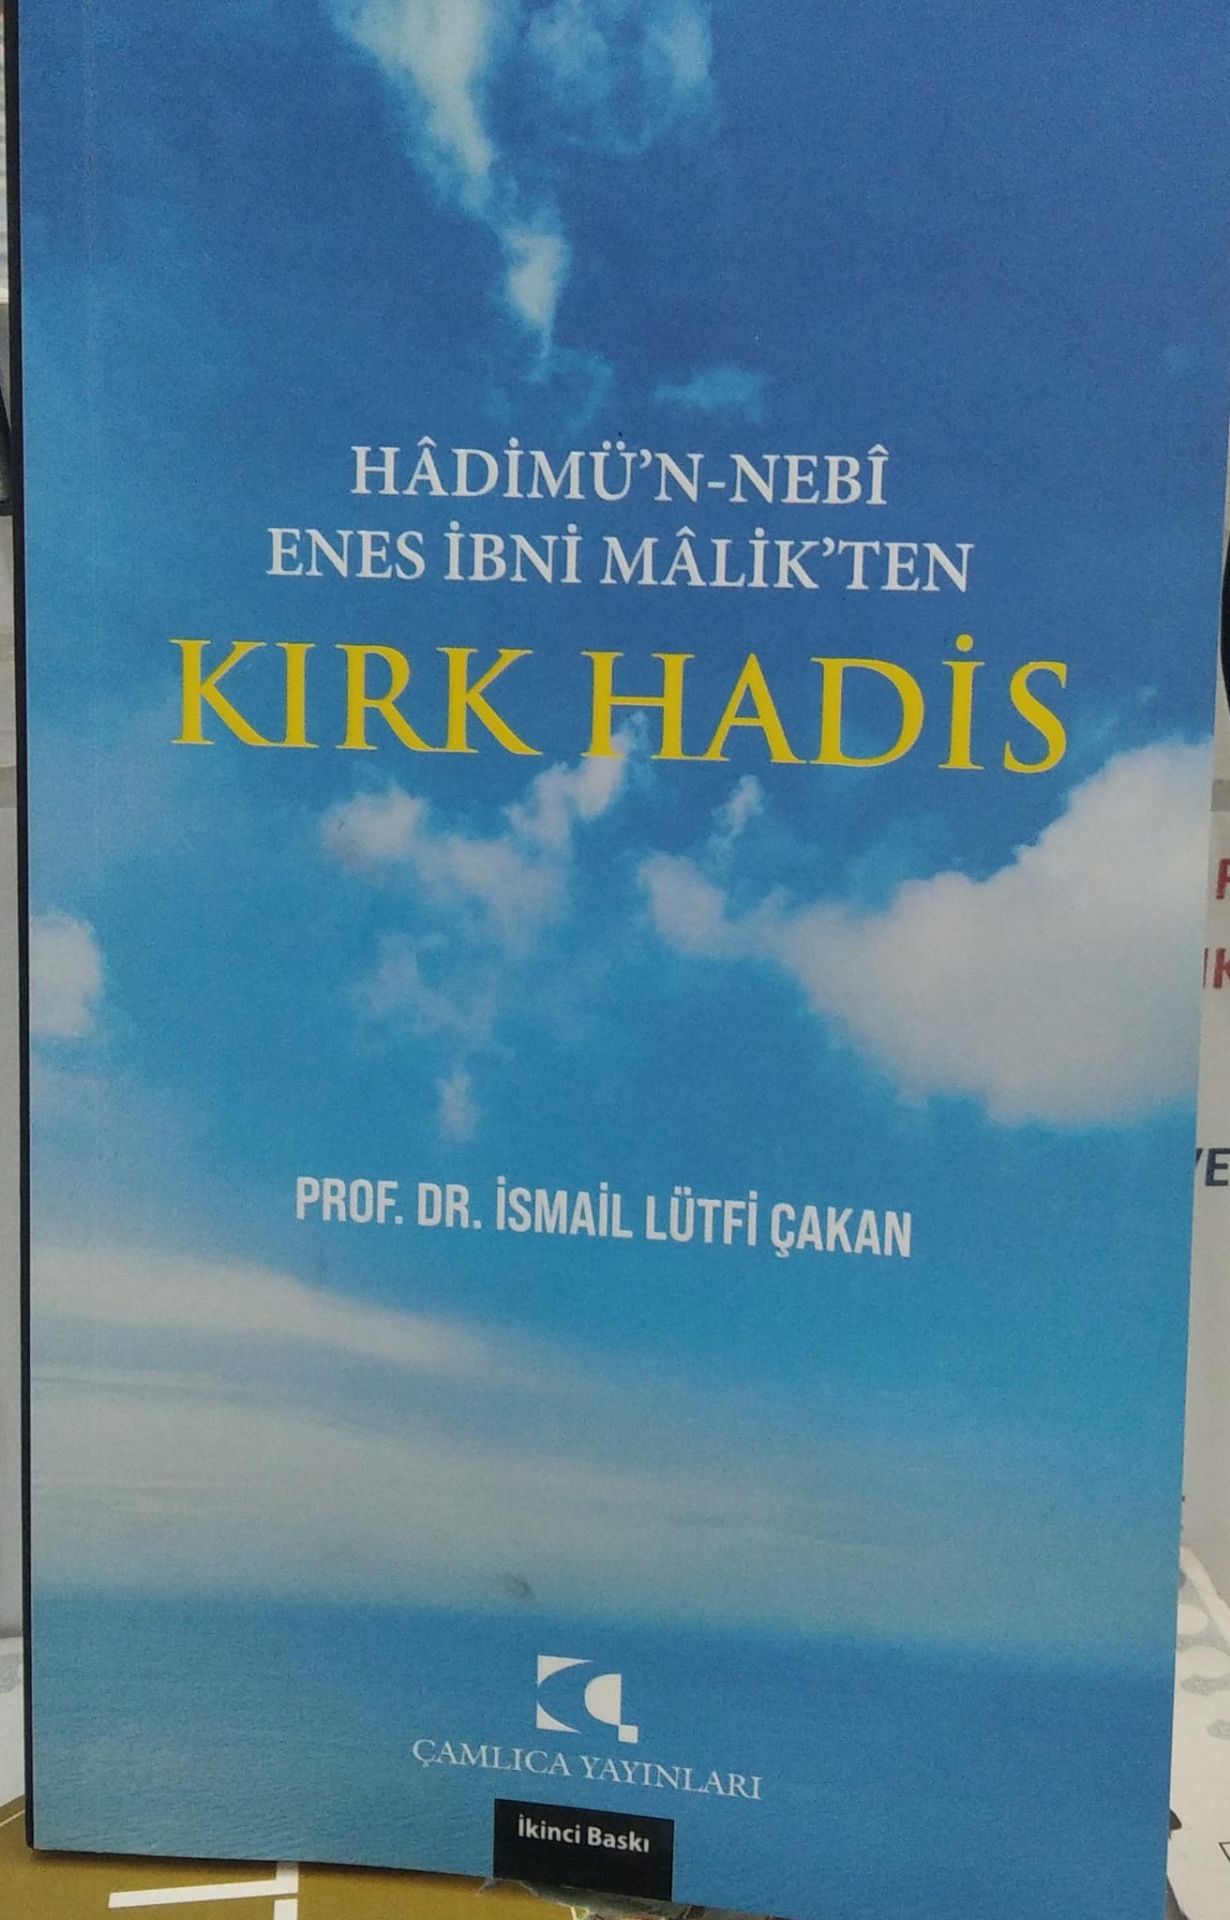 HÂDİMÜ'N-NEBÎ
ENES İBNİ MÂLİK'TEN
KIRK HADİS
PROF. DR. İSMAİL LÜTFİ ÇAKAN
ÇAMLICA YAYINLARI
İkinci Baskı